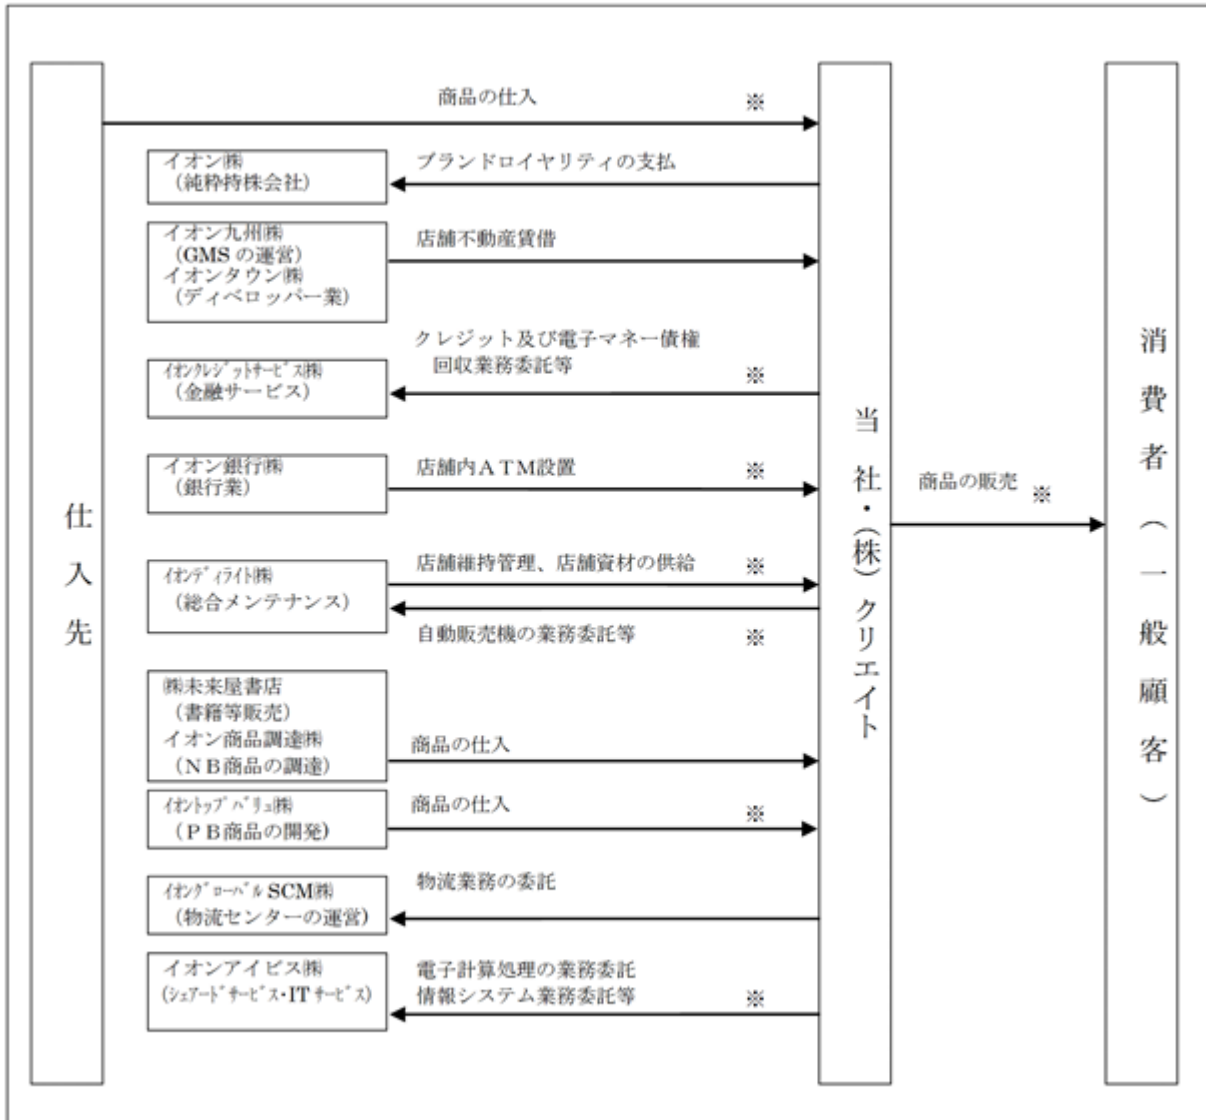 商品の仕入 ※
イオン㈱
(純粋持株会社)
ブランドロイヤリティの支払
イオン九州㈱
(GMS の運営)
イオンタウン㈱
(ディベロッパー業)
店舗不動産賃借
クレジット及び電子マネー債権
回収業務委託等 ※
ｲｵﾝｸﾚｼﾞｯﾄｻｰﾋﾞｽ㈱
(金融サービス)
イオン銀行㈱
(銀行業)
店舗内ＡＴＭ設置 ※
ｲｵﾝﾃﾞｨﾗｲﾄ㈱
(総合メンテナンス)
店舗維持管理、店舗資材の供給 ※
自動販売機の業務委託等 ※
㈱未来屋書店
(書籍等販売)
イオン商品調達㈱
(ＮＢ商品の調達)
商品の仕入
ｲｵﾝﾄｯﾌﾟﾊﾞﾘｭ㈱
(ＰＢ商品の開発)
商品の仕入 ※
ｲｵﾝｸﾞﾛｰﾊﾞﾙ SCM㈱
(物流センターの運営)
物流業務の委託
イオンアイビス㈱
(ｼｪｱｰﾄﾞｻｰﾋﾞｽ・IT ｻｰﾋﾞｽ)
電子計算処理の業務委託
情報システム業務委託等 ※
仕入先
当社・(株)クリエイト
商品の販売 ※
消費者(一般顧客)